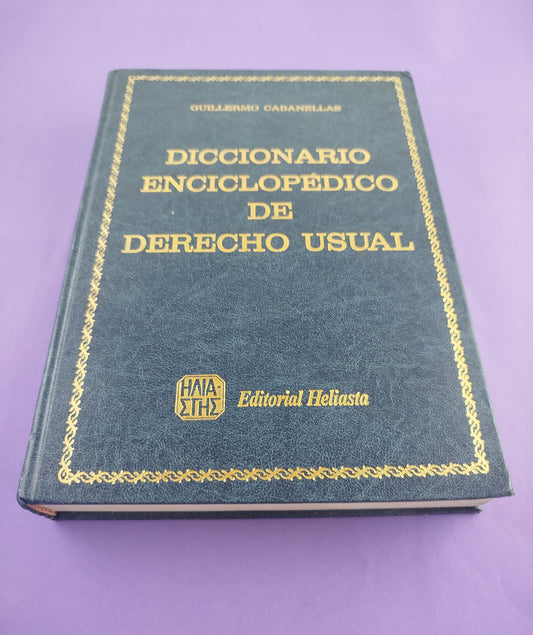 GUILLERMO CABANELLAS
DICCIONARIO
ENCICLOPÉDICO
DE
DERECHO USUAL
ΗΛΙΑ
ΣΤΗΣ
Editorial Heliasta